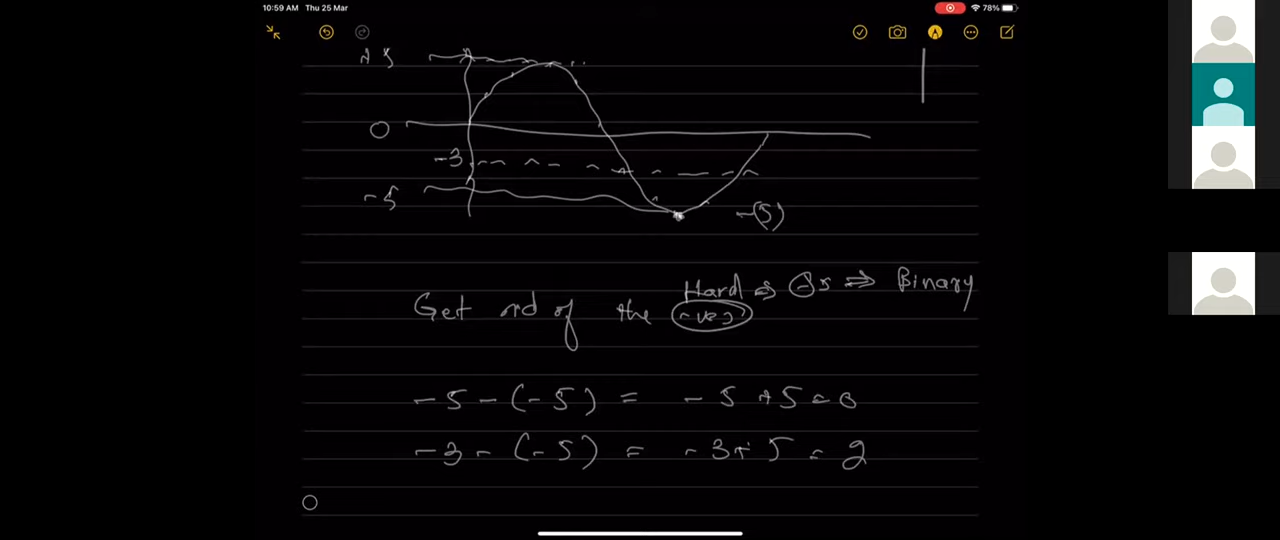 10:59 AM Thu 25 Mar
78%
0
-3
-5
-(5)
Hard ⇒ ⇒ Binary
Get rid of the (-ves)
-5 - (-5) = -5 + 5 = 0
-3 - (-5) = -3 + 5 = 2